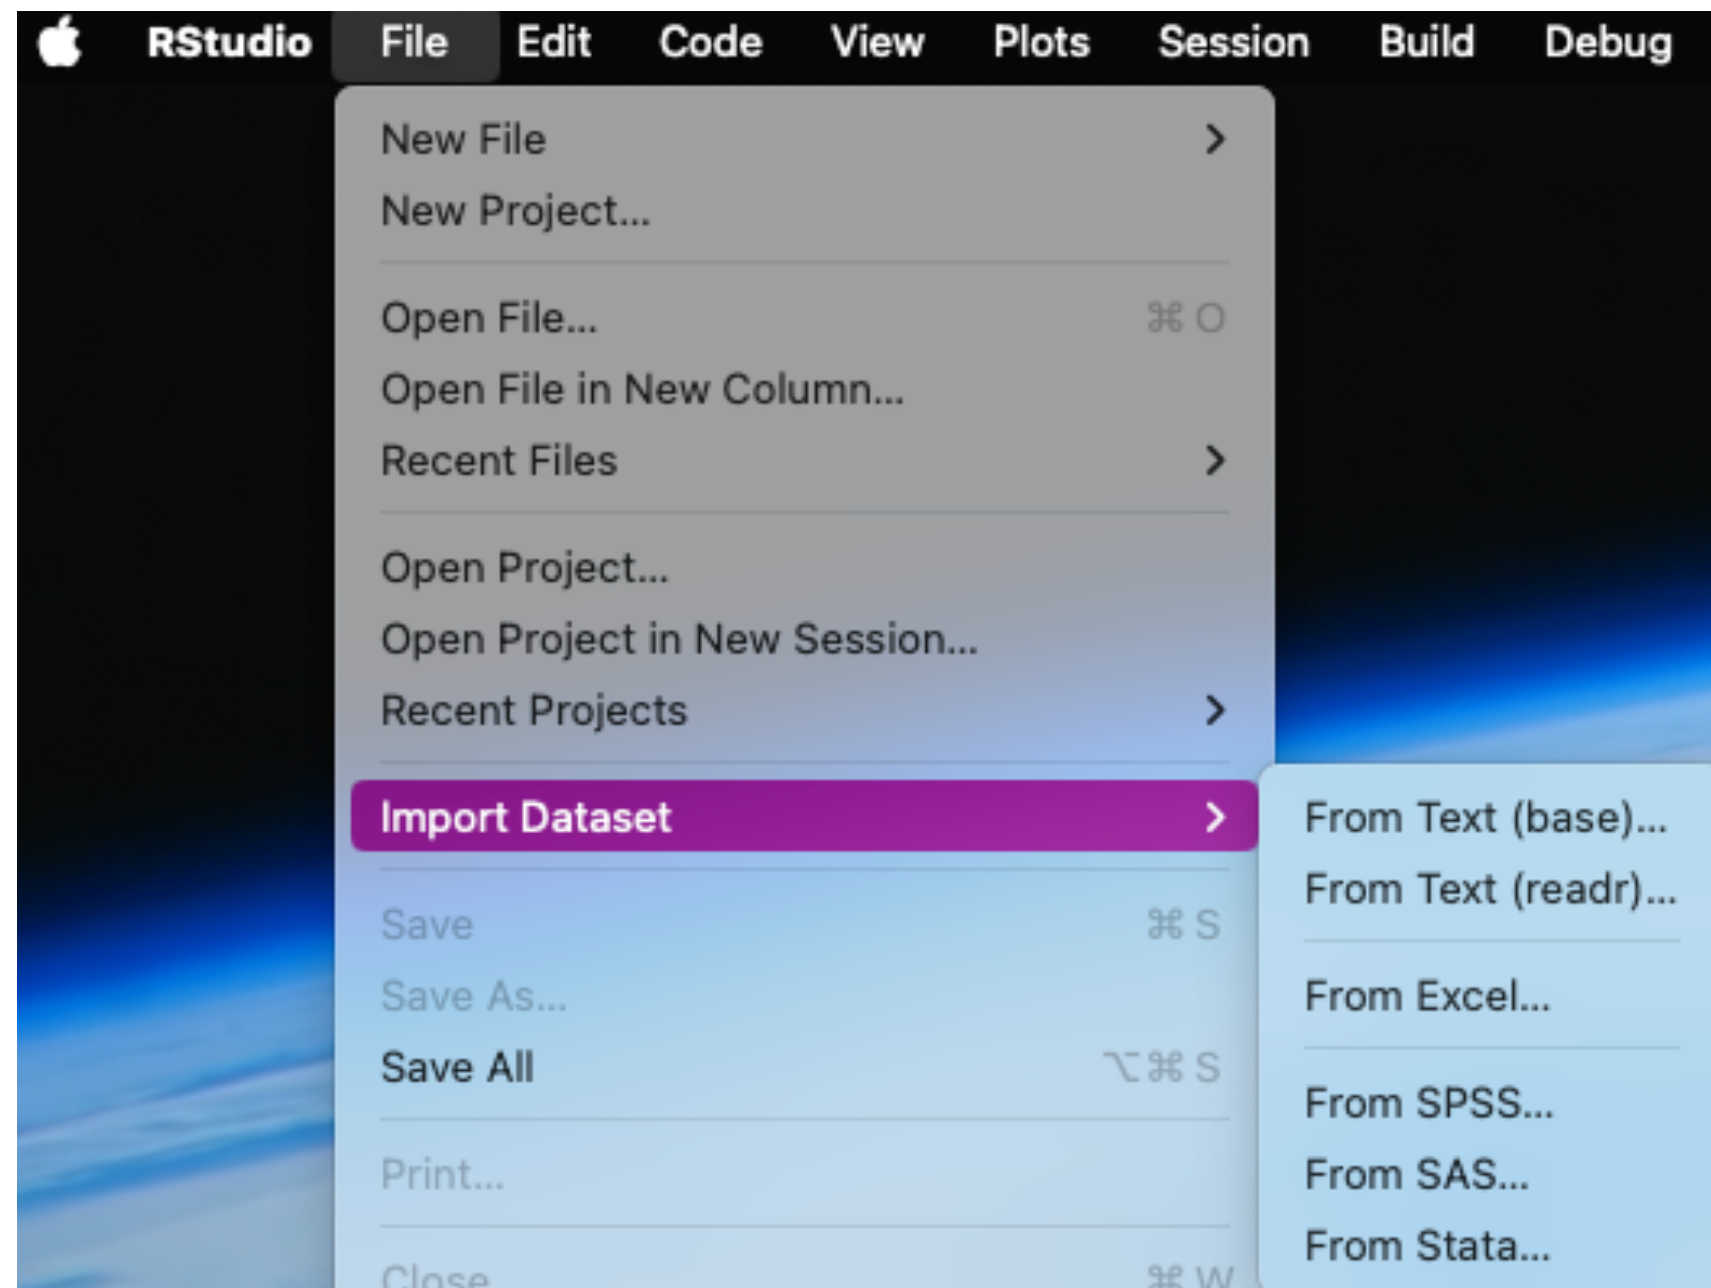 RStudio File Edit Code View Plots Session Build Debug
New File
New Project...
Open File... ⌘ O
Open File in New Column...
Recent Files
Open Project...
Open Project in New Session...
Recent Projects
Import Dataset
From Text (base)...
From Text (readr)...
From Excel...
From SPSS...
From SAS...
From Stata...
Save ⌘ S
Save As...
Save All ⌥⌘ S
Print...
Close ⌘ W